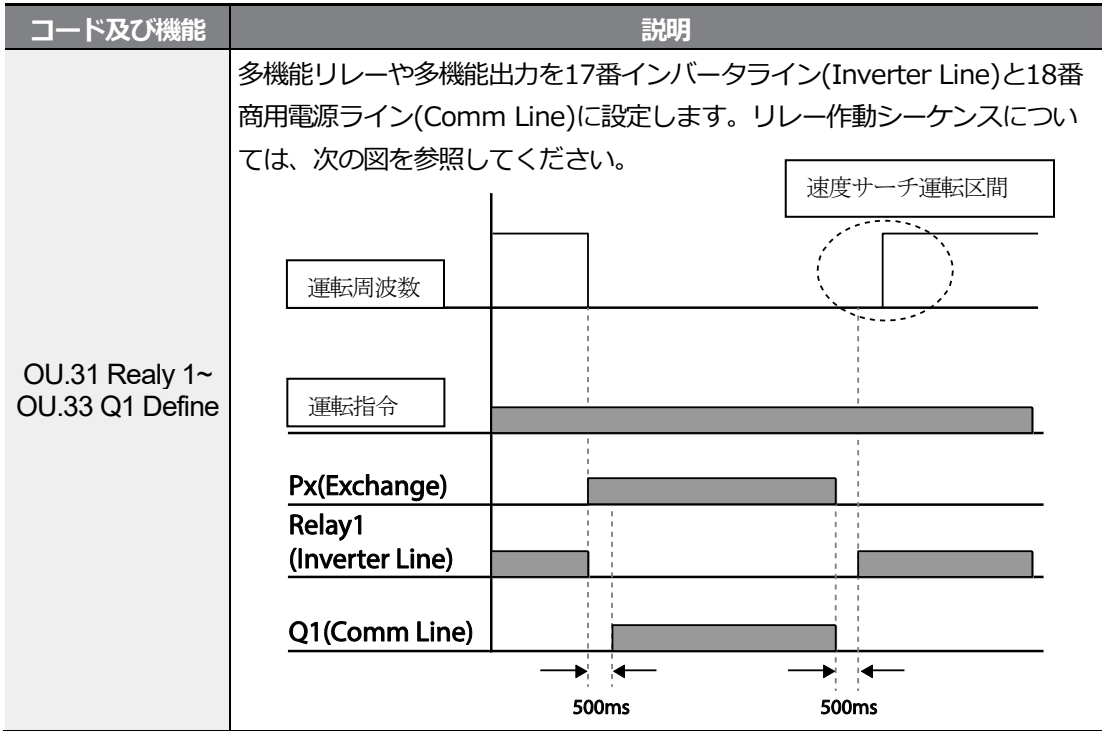 コード及び機能
説明
多機能リレーや多機能出力を17番インバータライン(Inverter Line)と18番
商用電源ライン(Comm Line)に設定します。リレー作動シーケンスについ
ては、次の図を参照してください。
速度サーチ運転区間
運転周波数
OU.31 Realy 1~
OU.33 Q1 Define
運転指令
Px(Exchange)
Relay1
(Inverter Line)
Q1(Comm Line)
500ms
500ms